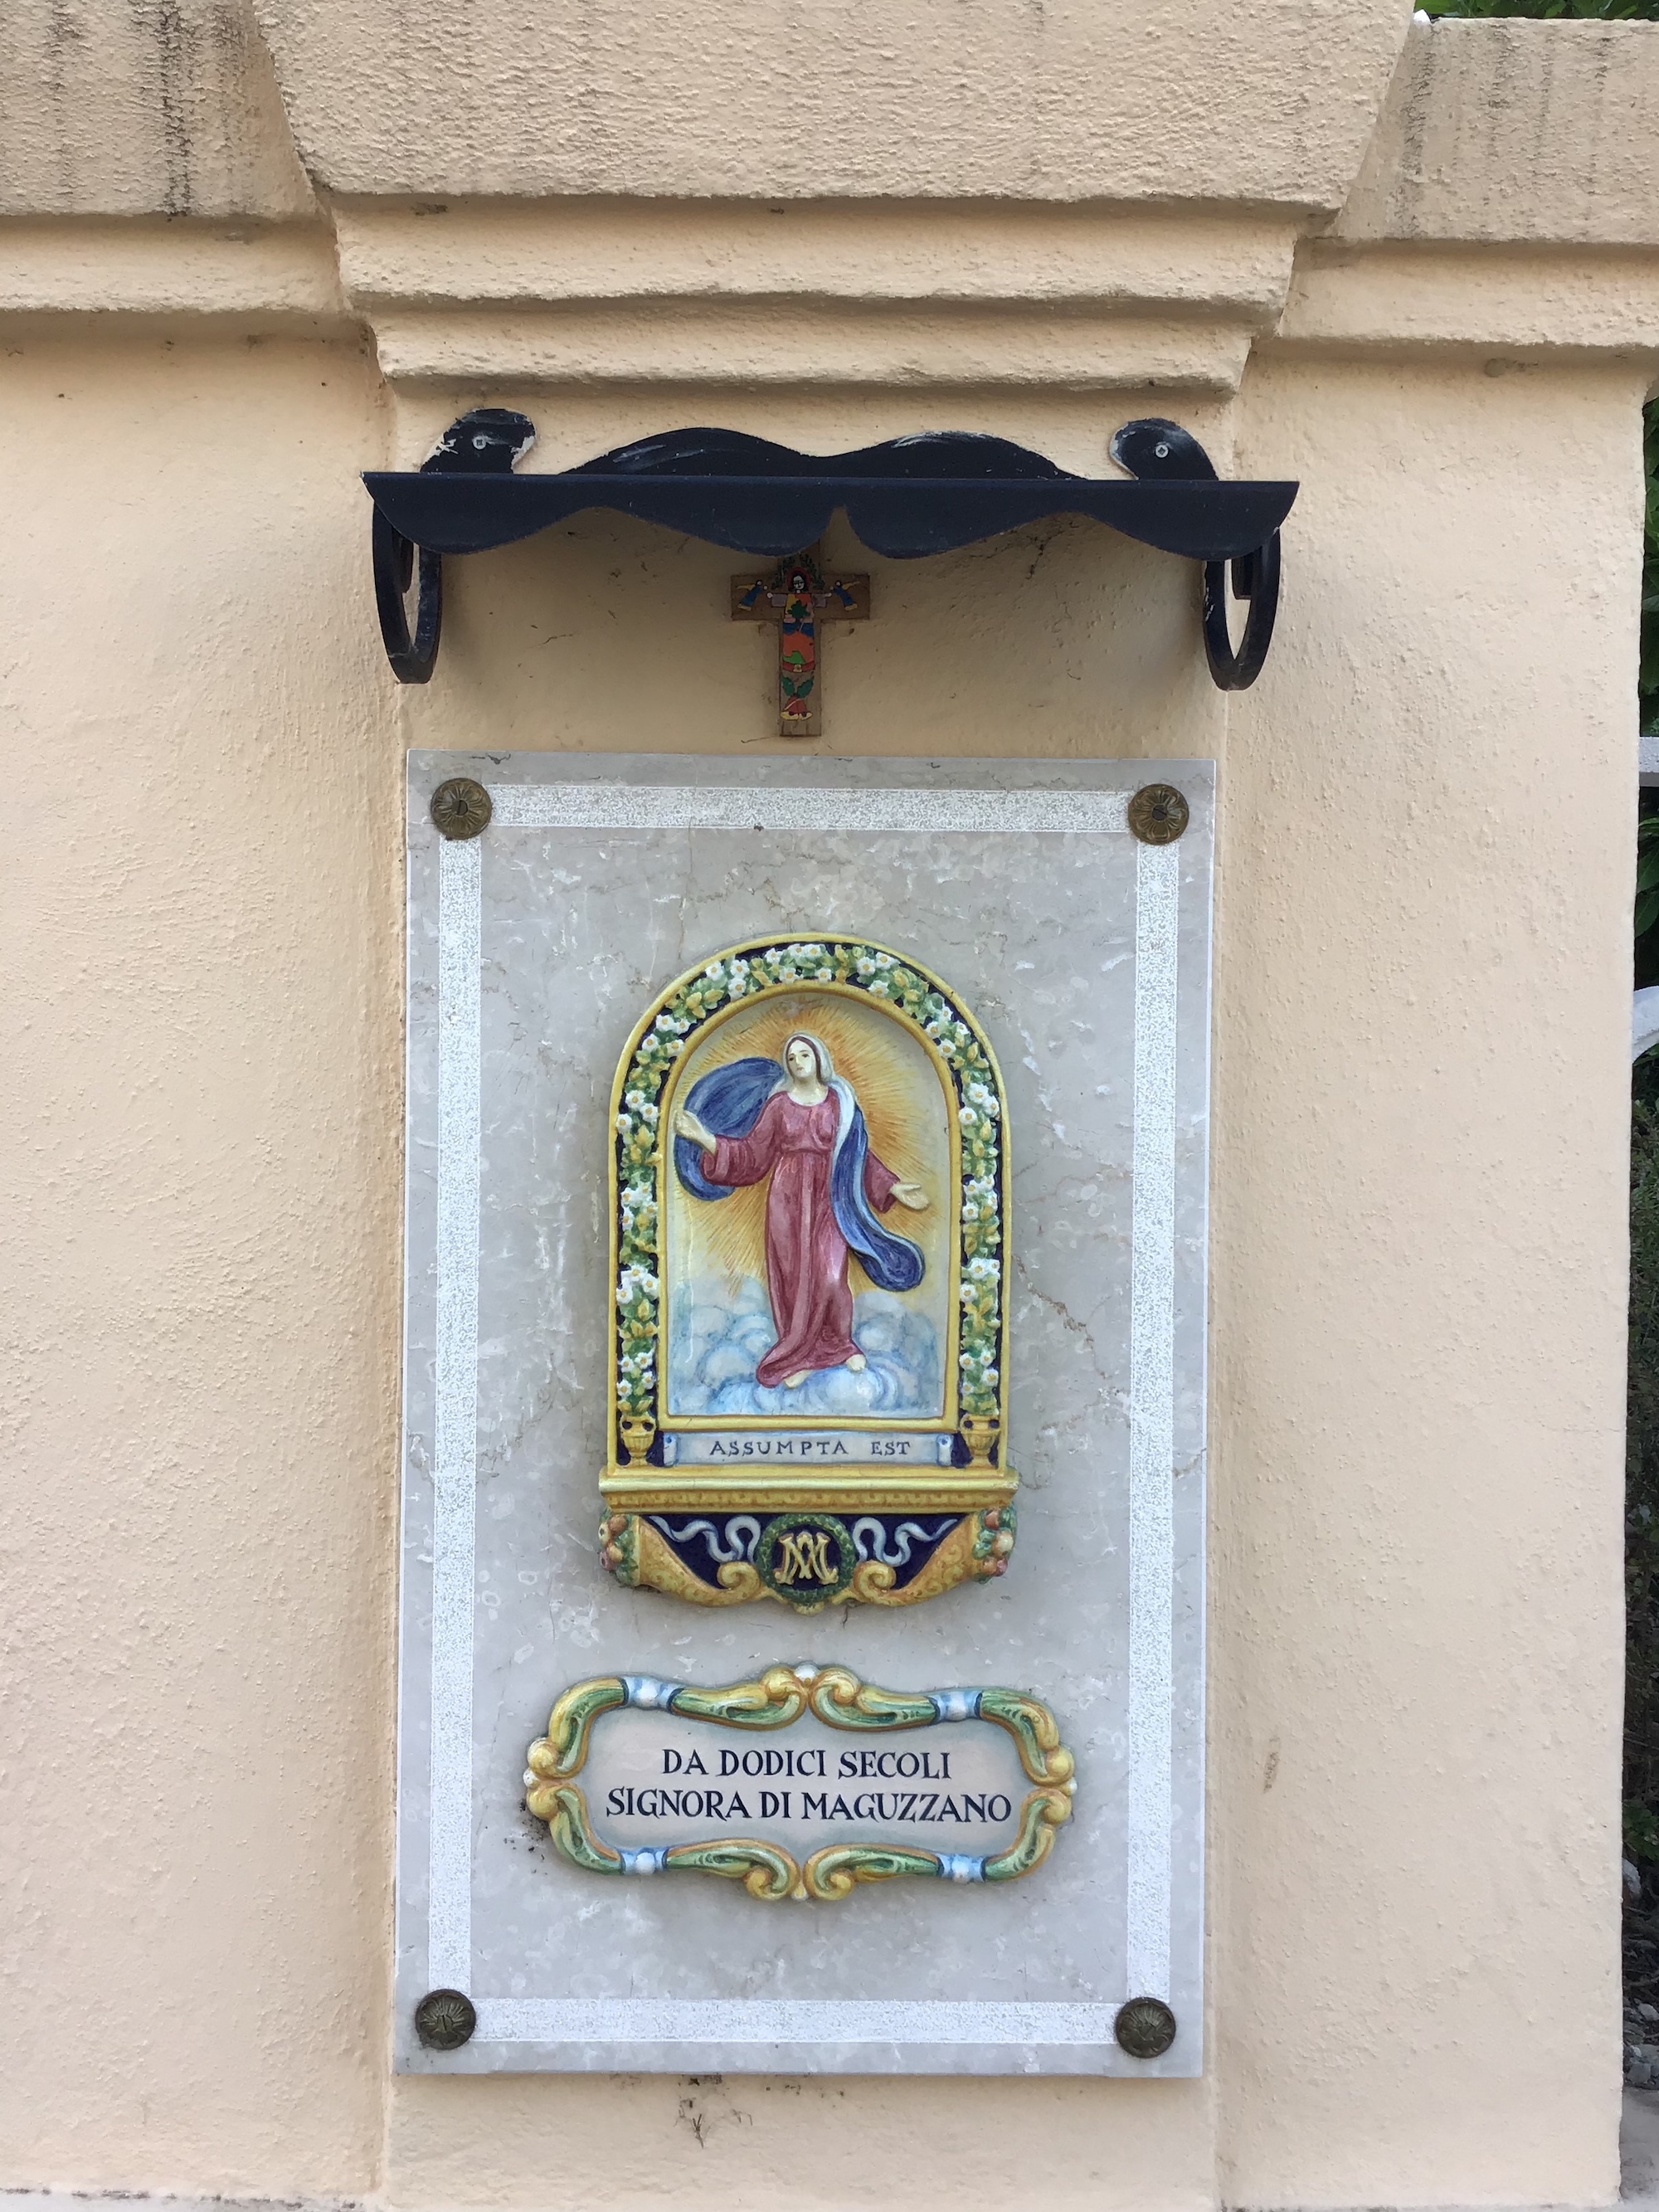 ASSUMPTA EST
DA DODICI SECOLI
SIGNORA DI MAGUZZANO